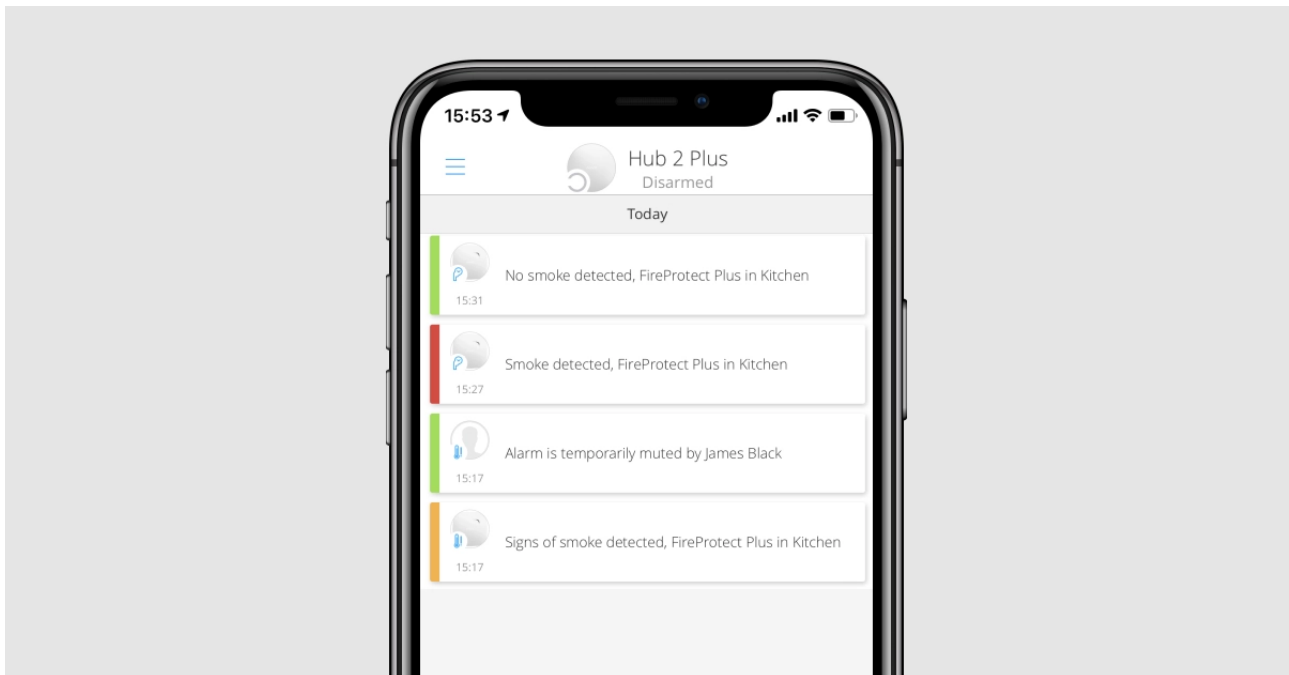 15:53
Hub 2 Plus
Disarmed
Today
No smoke detected, FireProtect Plus in Kitchen
15:31
Smoke detected, FireProtect Plus in Kitchen
15:27
Alarm is temporarily muted by James Black
15:17
Signs of smoke detected, FireProtect Plus in Kitchen
15:17